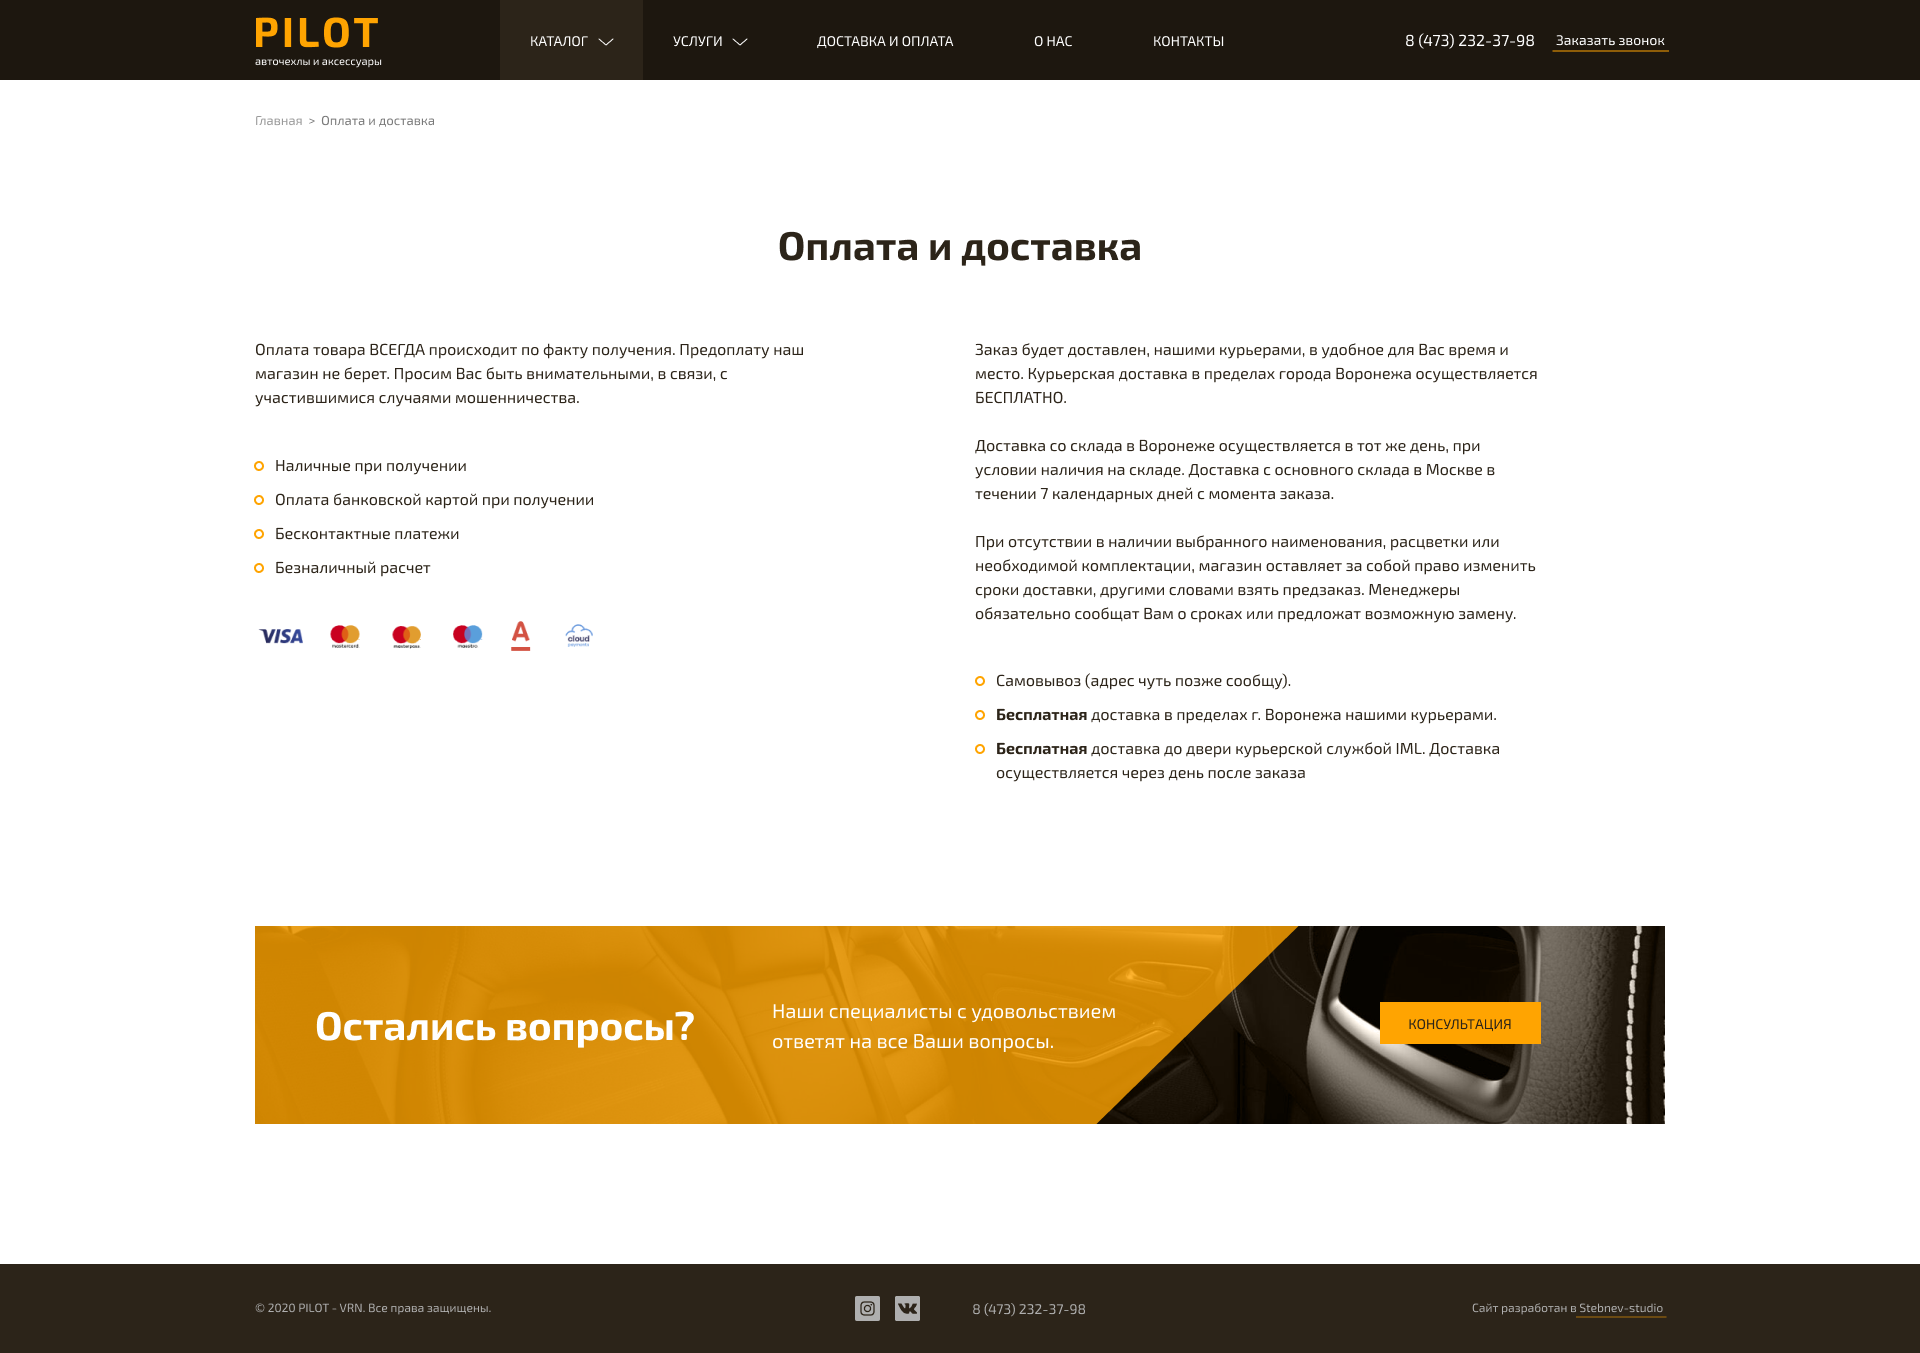 PILOT
авточехлы и аксессуары
КАТАЛОГ
УСЛУГИ
ДОСТАВКА И ОПЛАТА
О НАС
КОНТАКТЫ
8 (473) 232-37-98
Заказать звонок
Главная > Оплата и доставка
Оплата и доставка
Оплата товара ВСЕГДА происходит по факту получения. Предоплату наш
магазин не берет. Просим Вас быть внимательными, в связи, с
участившимися случаями мошенничества.
Наличные при получении
Оплата банковской картой при получении
Бесконтактные платежи
Безналичный расчет
VISA
mastercard
masterpass
maestro
А
cloud
payments
Заказ будет доставлен, нашими курьерами, в удобное для Вас время и
место. Курьерская доставка в пределах города Воронежа осуществляется
БЕСПЛАТНО.
Доставка со склада в Воронеже осуществляется в тот же день, при
условии наличия на складе. Доставка с основного склада в Москве в
течении 7 календарных дней с момента заказа.
При отсутствии в наличии выбранного наименования, расцветки или
необходимой комплектации, магазин оставляет за собой право изменить
сроки доставки, другими словами взять предзаказ. Менеджеры
обязательно сообщат Вам о сроках или предложат возможную замену.
Самовывоз (адрес чуть позже сообщу).
Бесплатная доставка в пределах г. Воронежа нашими курьерами.
Бесплатная доставка до двери курьерской службой IML. Доставка
осуществляется через день после заказа
Остались вопросы?
Наши специалисты с удовольствием
ответят на все Ваши вопросы.
КОНСУЛЬТАЦИЯ
© 2020 PILOT - VRN. Все права защищены.
8 (473) 232-37-98
Сайт разработан в Stebnev-studio